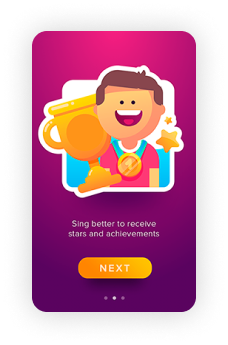 Sing better to receive
stars and achievements
NEXT